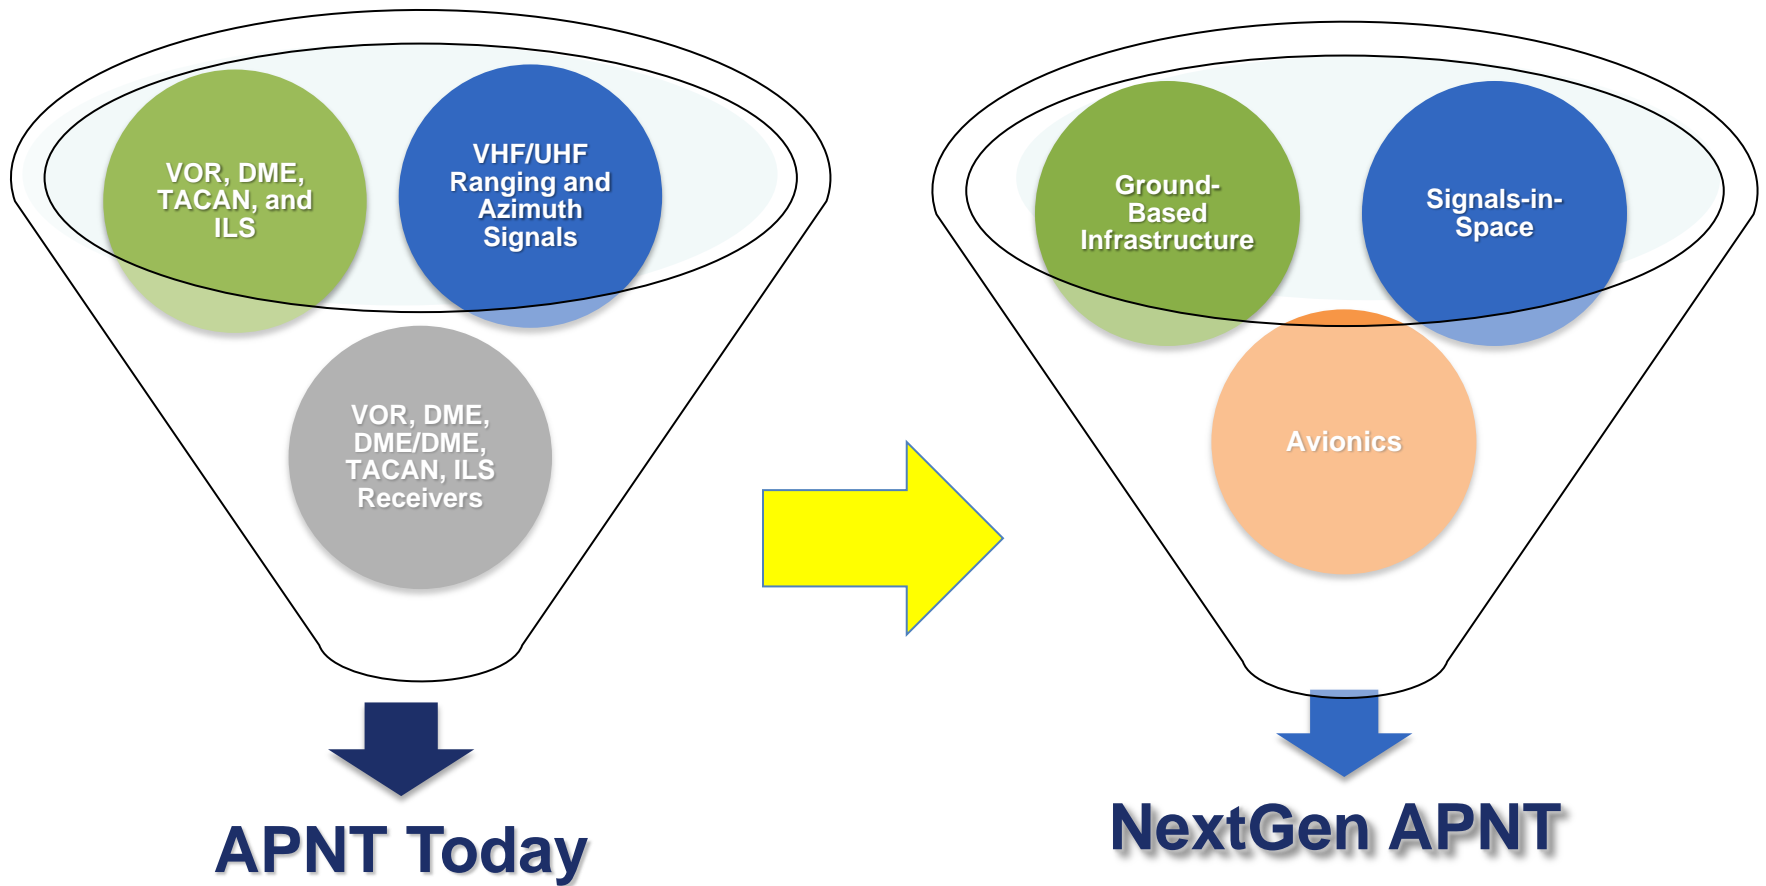 VOR, DME,
TACAN, and
ILS
VHF/UHF
Ranging and
Azimuth
Signals
VOR, DME,
DME/DME,
TACAN, ILS
Receivers
APNT Today
Ground-
Based
Infrastructure
Signals-in-
Space
Avionics
NextGen APNT